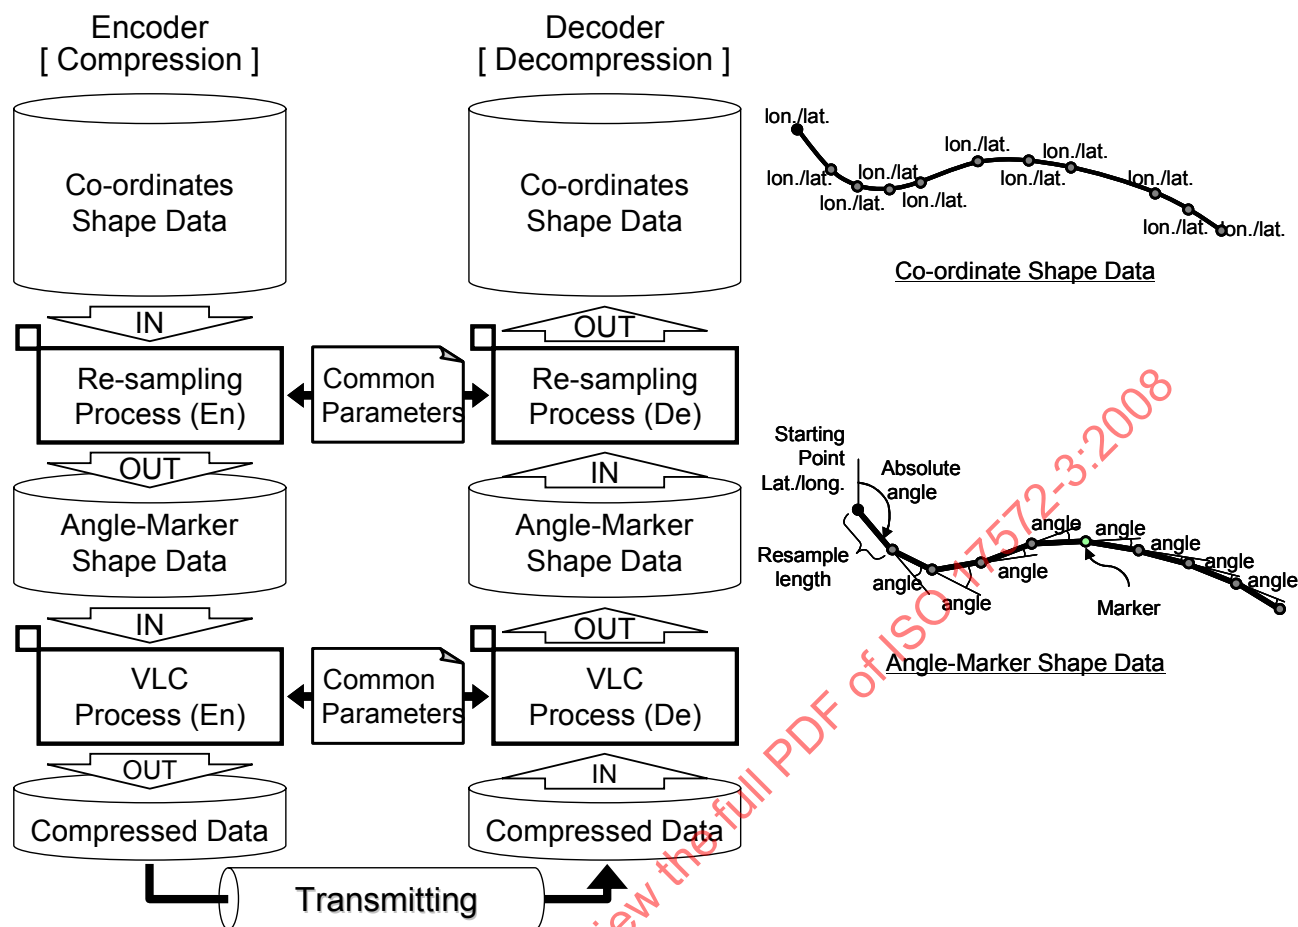 Encoder
[ Compression ]
Decoder
[ Decompression ]
Co-ordinates
Shape Data
Co-ordinates
Shape Data
IN
OUT
Re-sampling
Process (En)
Common
Parameters
Re-sampling
Process (De)
OUT
IN
Angle-Marker
Shape Data
Angle-Marker
Shape Data
IN
OUT
VLC
Process (En)
Common
Parameters
VLC
Process (De)
OUT
IN
Compressed Data
Compressed Data
Transmitting
lon./lat.
lon./lat.
lon./lat.
lon./lat.
lon./lat.
lon./lat.
lon./lat.
lon./lat.
lon./lat.
lon./lat.
lon./lat.
Co-ordinate Shape Data
Starting
Point
Lat./long.
Absolute
angle
Resample
length
angle
angle
angle
angle
angle
angle
angle
angle
Marker
Angle-Marker Shape Data
view the full PDF of ISO 17572-3:2008